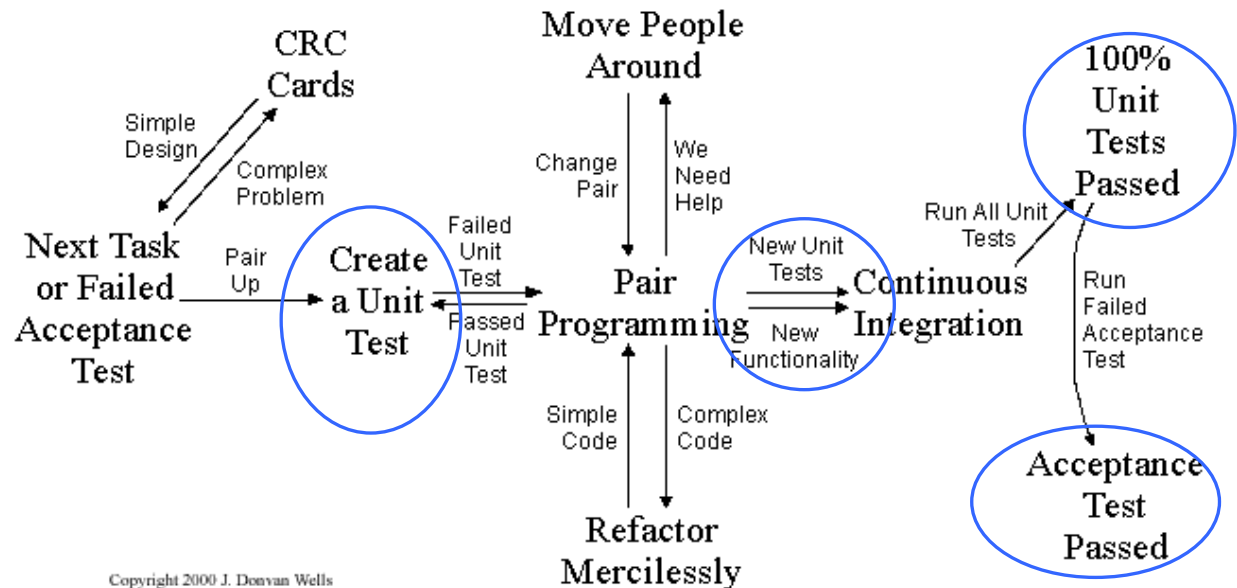 CRC
Cards
Simple
Design
Complex
Problem
Next Task
or Failed
Acceptance
Test
Pair
Up
Create
a Unit
Test
Failed
Unit
Test
Passed
Unit
Test
Move People
Around
Change
Pair
We
Need
Help
Pair
Programming
Simple
Code
Complex
Code
Refactor
Mercilessly
New Unit
Tests
New
Functionality
Continuous
Integration
Run All Unit
Tests
100%
Unit
Tests
Passed
Run
Failed
Acceptance
Test
Acceptance
Test
Passed
Copyright 2000 J. Donvan Wells